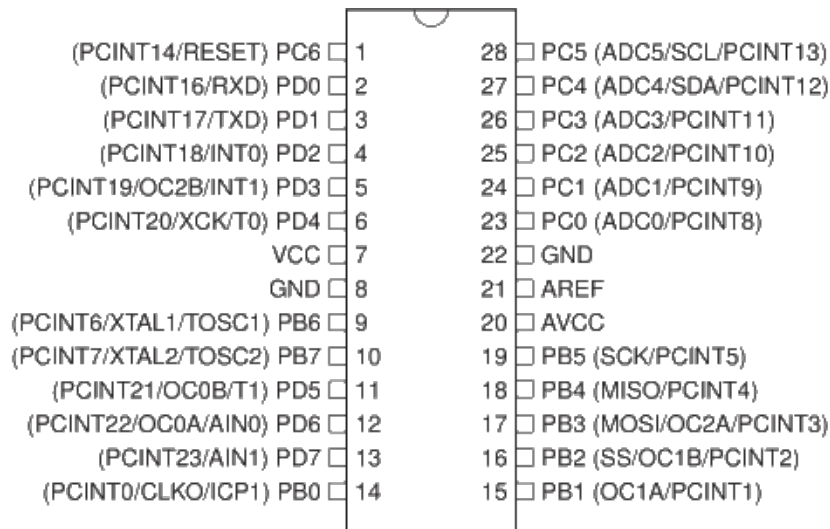 (PCINT14/RESET) PC6 1 28 PC5 (ADC5/SCL/PCINT13)
(PCINT16/RXD) PD0 2 27 PC4 (ADC4/SDA/PCINT12)
(PCINT17/TXD) PD1 3 26 PC3 (ADC3/PCINT11)
(PCINT18/INT0) PD2 4 25 PC2 (ADC2/PCINT10)
(PCINT19/OC2B/INT1) PD3 5 24 PC1 (ADC1/PCINT9)
(PCINT20/XCK/T0) PD4 6 23 PC0 (ADC0/PCINT8)
VCC 7 22 GND
GND 8 21 AREF
(PCINT6/XTAL1/TOSC1) PB6 9 20 AVCC
(PCINT7/XTAL2/TOSC2) PB7 10 19 PB5 (SCK/PCINT5)
(PCINT21/OC0B/T1) PD5 11 18 PB4 (MISO/PCINT4)
(PCINT22/OC0A/AIN0) PD6 12 17 PB3 (MOSI/OC2A/PCINT3)
(PCINT23/AIN1) PD7 13 16 PB2 (SS/OC1B/PCINT2)
(PCINT0/CLKO/ICP1) PB0 14 15 PB1 (OC1A/PCINT1)